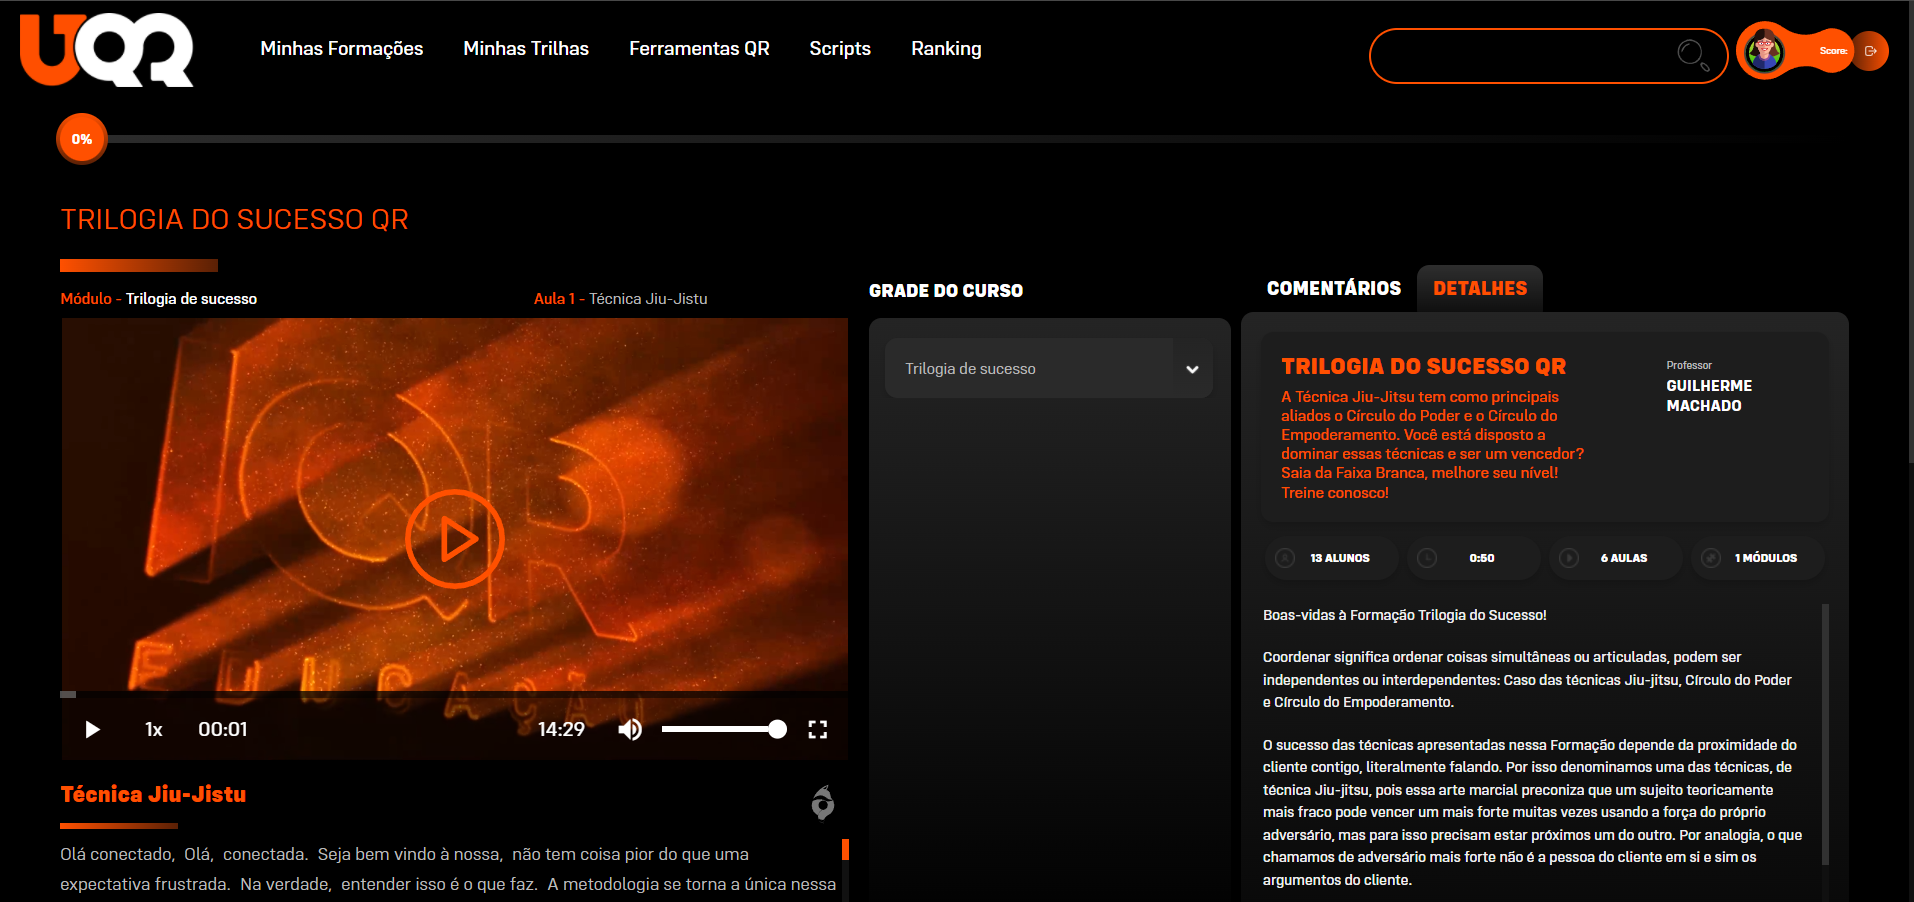 UQR
Minhas Formações
Minhas Trilhas
Ferramentas QR
Scripts
Ranking
Score:
0%
TRILOGIA DO SUCESSO QR
Módulo - Trilogia de sucesso
Aula 1 - Técnica Jiu-Jistu
QR
EDUCAÇÃO
1x
00:01
14:29
Técnica Jiu-Jistu
Olá conectado, Olá, conectada. Seja bem vindo à nossa, não tem coisa pior do que uma
expectativa frustrada. Na verdade, entender isso é o que faz. A metodologia se torna a única nessa
GRADE DO CURSO
Trilogia de sucesso
COMENTÁRIOS
DETALHES
TRILOGIA DO SUCESSO QR
A Técnica Jiu-Jitsu tem como principais
aliados o Círculo do Poder e o Círculo do
Empoderamento. Você está disposto a
dominar essas técnicas e ser um vencedor?
Saia da Faixa Branca, melhore seu nível!
Treine conosco!
Professor
GUILHERME
MACHADO
13 ALUNOS
0:50
6 AULAS
1 MÓDULOS
Boas-vidas à Formação Trilogia do Sucesso!
Coordenar significa ordenar coisas simultâneas ou articuladas, podem ser
independentes ou interdependentes: Caso das técnicas Jiu-jitsu, Círculo do Poder
e Círculo do Empoderamento.
O sucesso das técnicas apresentadas nessa Formação depende da proximidade do
cliente contigo, literalmente falando. Por isso denominamos uma das técnicas, de
técnica Jiu-jitsu, pois essa arte marcial preconiza que um sujeito teoricamente
mais fraco pode vencer um mais forte muitas vezes usando a força do próprio
adversário, mas para isso precisam estar próximos um do outro. Por analogia, o que
chamamos de adversário mais forte não é a pessoa do cliente em si e sim os
argumentos do cliente.